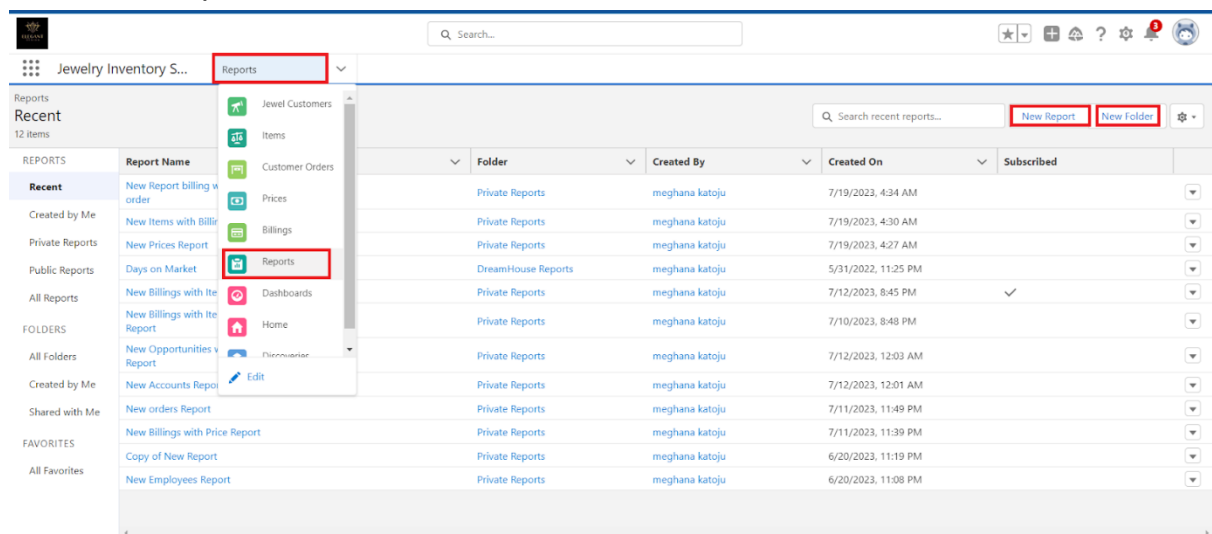 ELEGANT
Search...
3
Jewelry Inventory S...
Reports
Reports
Recent
12 items
Search recent reports...
New Report
New Folder
Jewel Customers
Items
Customer Orders
Prices
Billings
Reports
Dashboards
Home
Discoveries
Edit
REPORTS
Recent
Created by Me
Private Reports
Public Reports
All Reports
FOLDERS
All Folders
Created by Me
Shared with Me
FAVORITES
All Favorites
Report Name Folder Created By Created On Subscribed
New Report billing w
order Private Reports meghana katoju 7/19/2023, 4:34 AM
New Items with Billin Private Reports meghana katoju 7/19/2023, 4:30 AM
New Prices Report Private Reports meghana katoju 7/19/2023, 4:27 AM
Days on Market DreamHouse Reports meghana katoju 5/31/2022, 11:25 PM
New Billings with Ite Private Reports meghana katoju 7/12/2023, 8:45 PM
New Billings with Ite
Report Private Reports meghana katoju 7/10/2023, 8:48 PM
New Opportunities w
Report Private Reports meghana katoju 7/12/2023, 12:03 AM
New Accounts Repo Private Reports meghana katoju 7/12/2023, 12:01 AM
New orders Report Private Reports meghana katoju 7/11/2023, 11:49 PM
New Billings with Price Report Private Reports meghana katoju 7/11/2023, 11:39 PM
Copy of New Report Private Reports meghana katoju 6/20/2023, 11:19 PM
New Employees Report Private Reports meghana katoju 6/20/2023, 11:08 PM